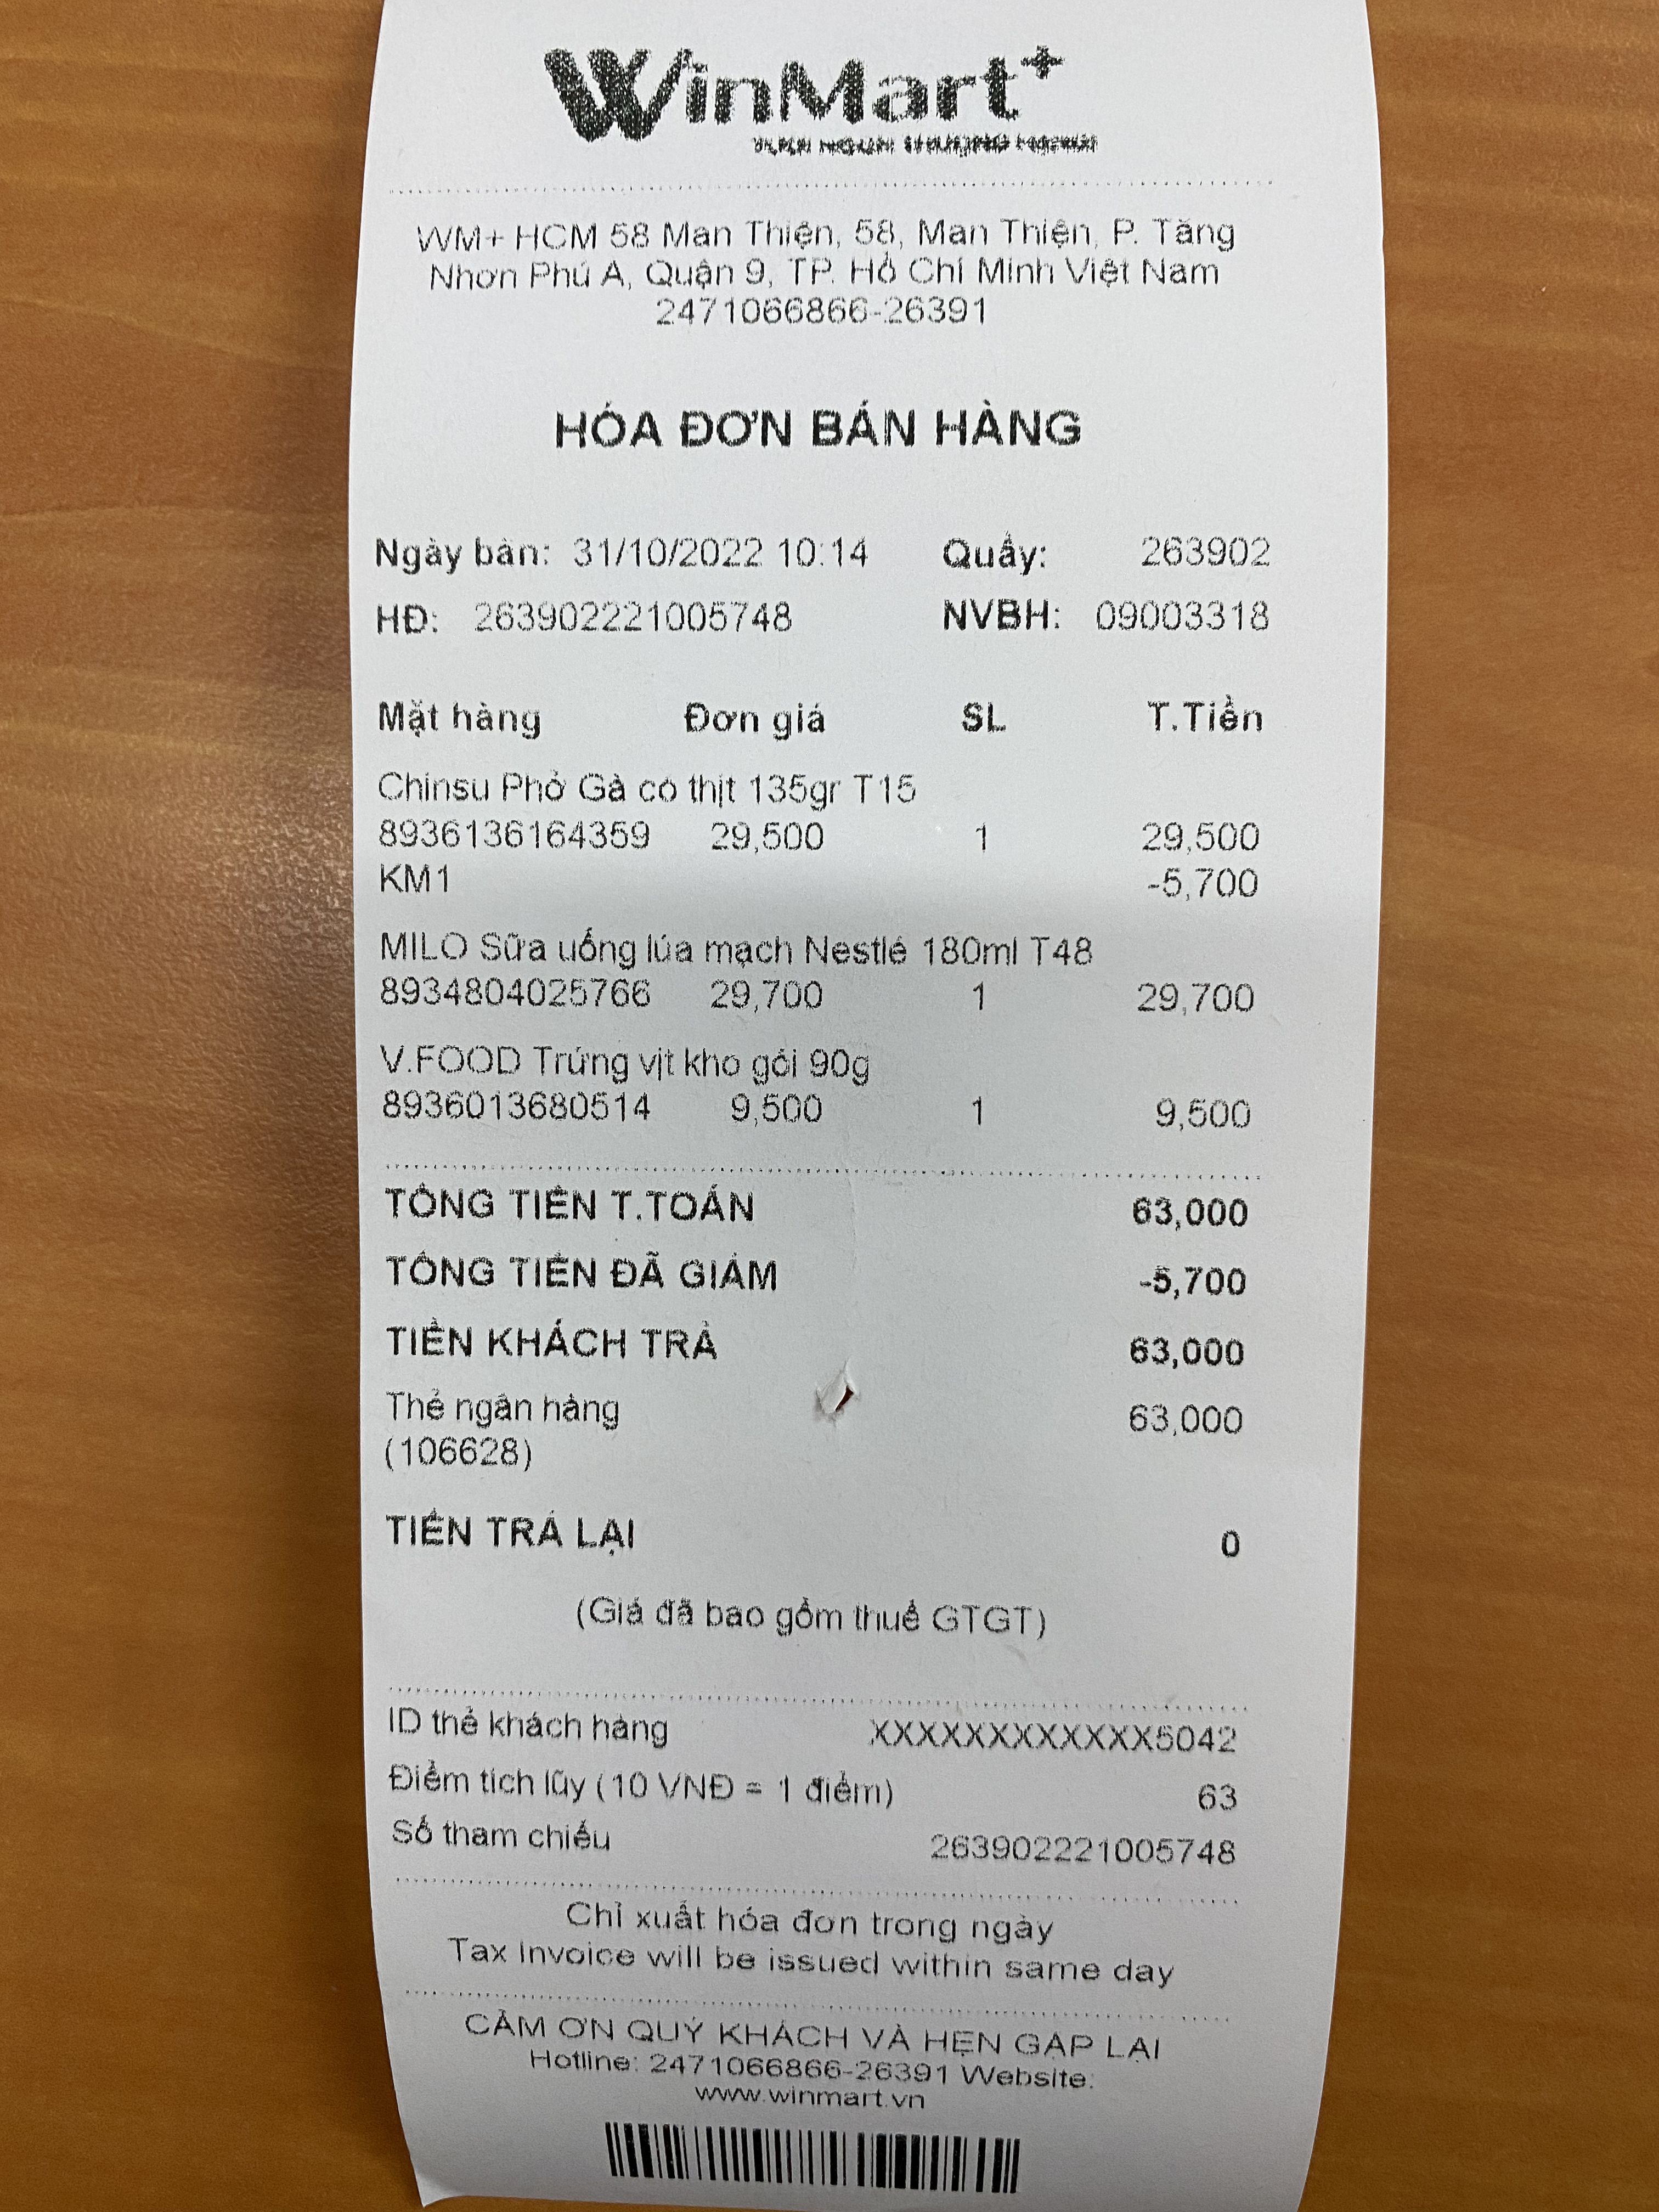 WinMart+
WM+ HCM 58 Man Thiện, 58, Man Thiện, P. Tăng
Nhơn Phú A, Quận 9, TP. Hồ Chí Minh Việt Nam
2471066866-26391
HÓA ĐƠN BÁN HÀNG
Ngày bán: 31/10/2022 10:14 Quầy: 263902
HĐ: 263902221005748 NVBH: 09003318
Mặt hàng Đơn giá SL T.Tiền
Chinsu Phở Gà có thịt 135gr T15
8936136164359 29,500 1 29,500
KM1 -5,700
MILO Sữa uống lúa mạch Nestlé 180ml T48
8934804025766 29,700 1 29,700
V.FOOD Trứng vịt kho gói 90g
8936013680514 9,500 1 9,500
TỔNG TIỀN T.TOÁN 63,000
TỔNG TIỀN ĐÃ GIẢM -5,700
TIỀN KHÁCH TRẢ 63,000
Thẻ ngân hàng 63,000
(106628)
TIỀN TRẢ LẠI 0
(Giá đã bao gồm thuế GTGT)
ID thẻ khách hàng XXXXXXXXXXXX5042
Điểm tích lũy (10 VNĐ = 1 điểm) 63
Số tham chiếu 263902221005748
Chỉ xuất hóa đơn trong ngày
Tax Invoice will be issued within same day
CẢM ƠN QUÝ KHÁCH VÀ HẸN GẶP LẠI
Hotline: 2471066866-26391 Website:
www.winmart.vn